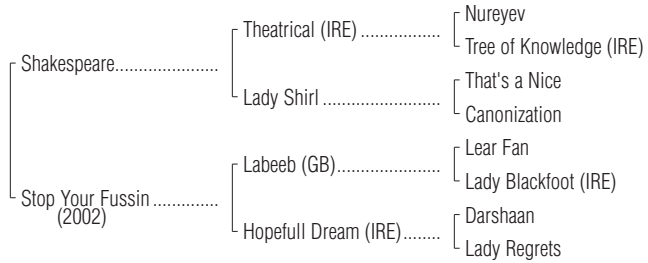 Nureyev
Theatrical (IRE) ..................
Tree of Knowledge (IRE)
Shakespeare.......................
That's a Nice
Lady Shirl ..........................
Canonization
Lear Fan
Labeeb (GB).......................
Lady Blackfoot (IRE)
Stop Your Fussin ..............
(2002)
Darshaan
Hopefull Dream (IRE)........
Lady Regrets